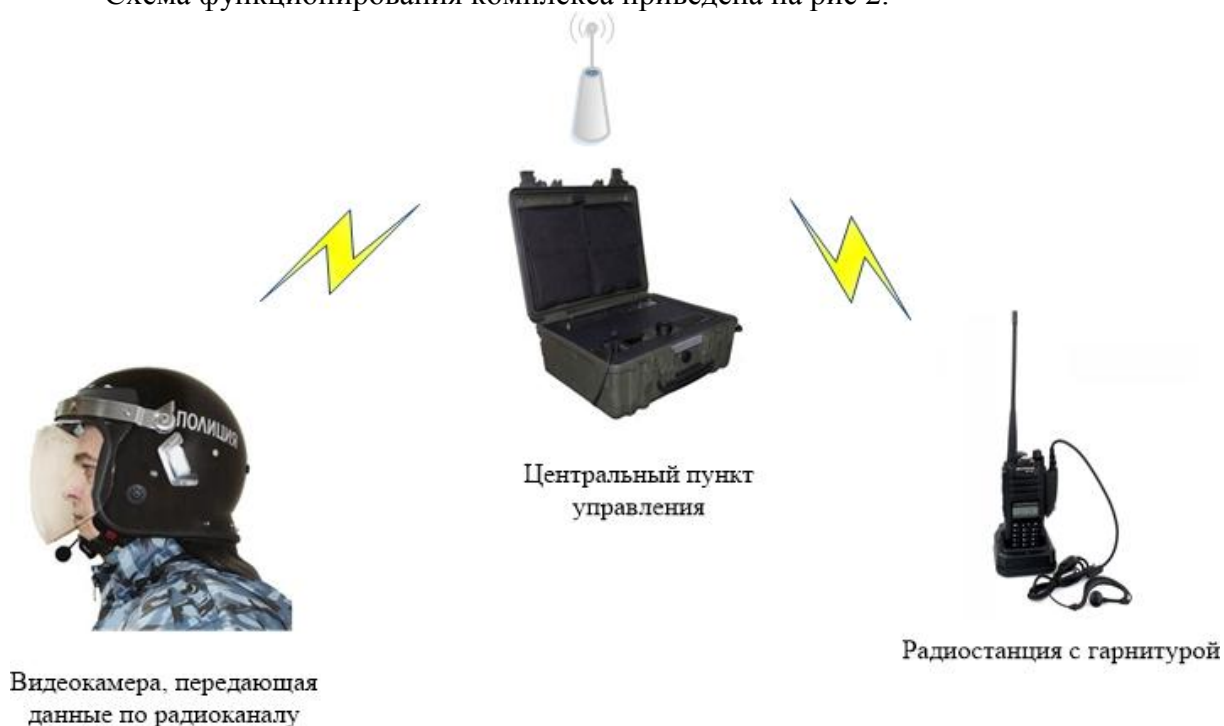 Схема функционирования комплекса приведена на рис 2.
ПОЛИЦИЯ
Центральный пункт
управления
Радиостанция с гарнитурой
Видеокамера, передающая
данные по радиоканалу